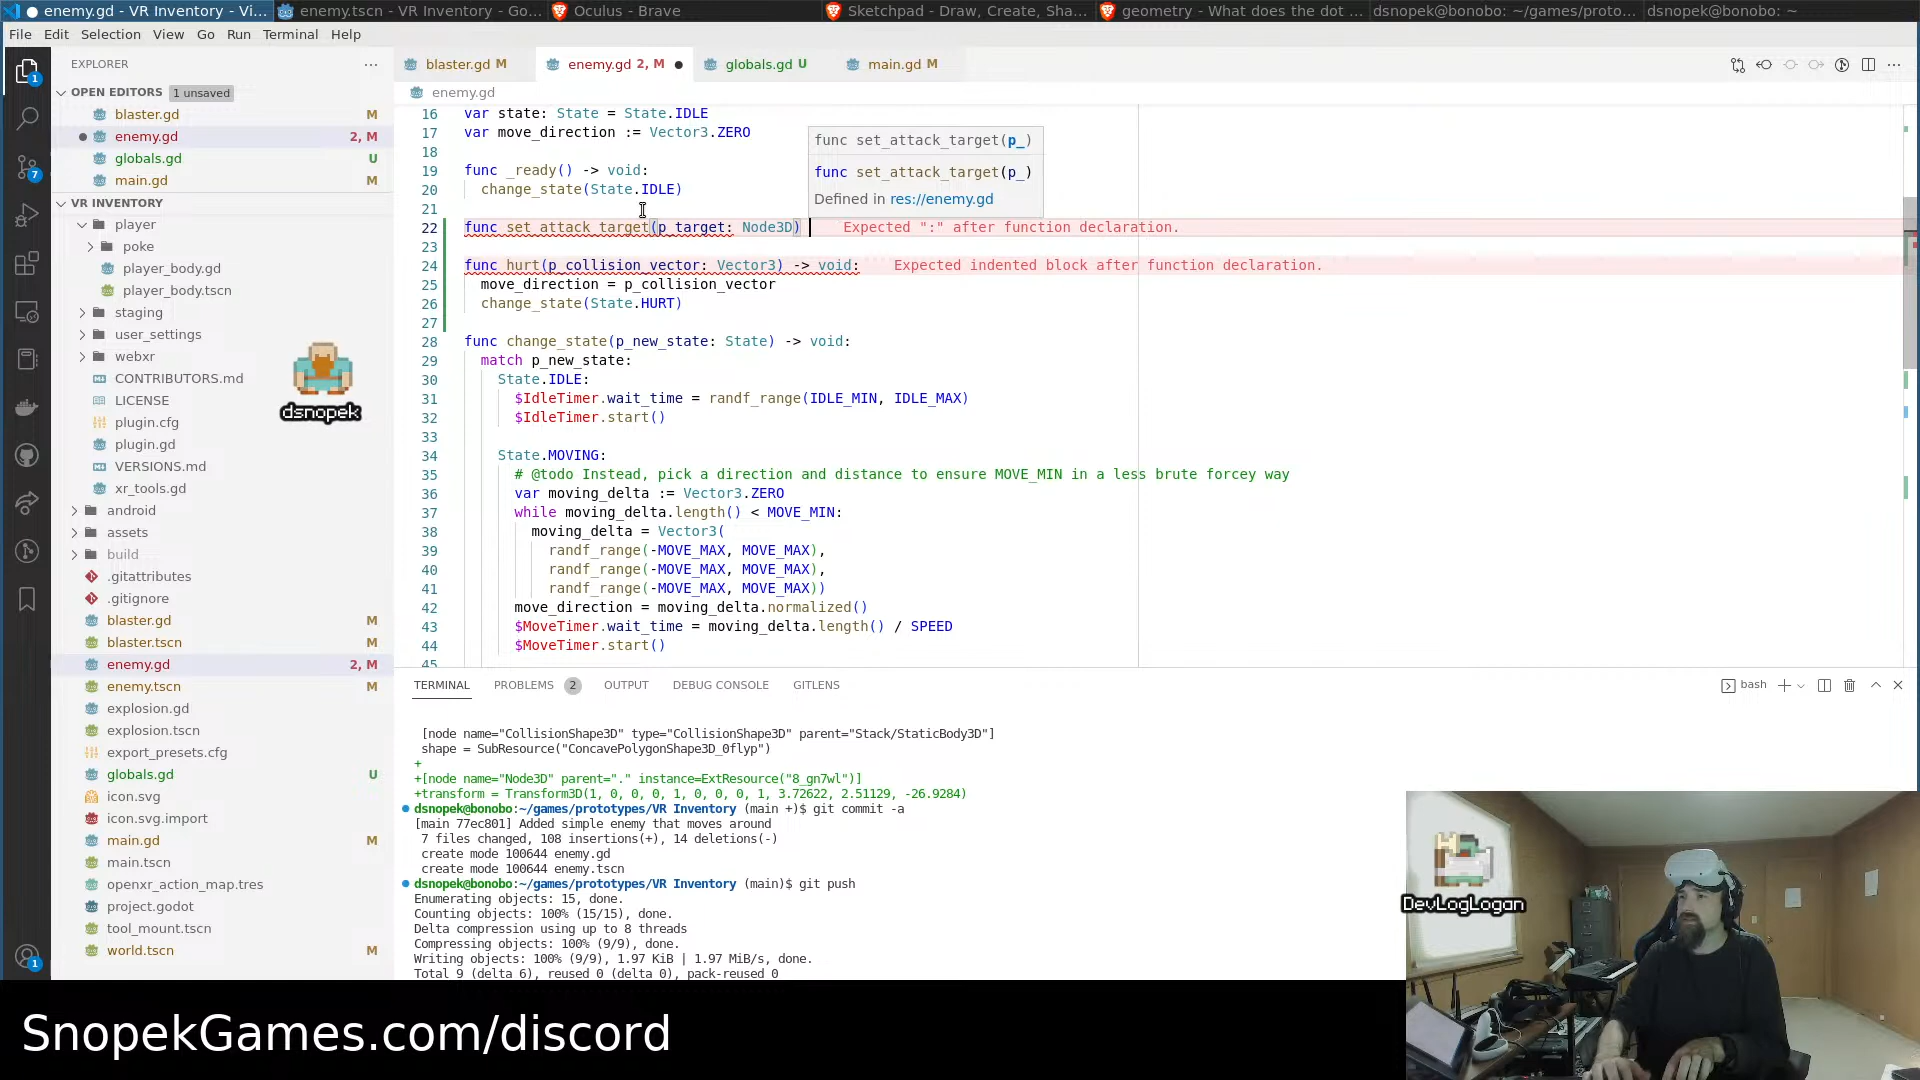 enemy.gd - VR Inventory - Vi...
enemy.tscn - VR Inventory - Go...
Oculus - Brave
Sketchpad - Draw, Create, Sha...
geometry - What does the dot ...
dsnopek@bonobo: ~/games/proto...
dsnopek@bonobo: ~
File Edit Selection View Go Run Terminal Help
EXPLORER
OPEN EDITORS 1 unsaved
blaster.gd M
enemy.gd 2, M
globals.gd U
main.gd M
VR INVENTORY
player
poke
player_body.gd
player_body.tscn
staging
user_settings
webxr
CONTRIBUTORS.md
LICENSE
plugin.cfg
plugin.gd
VERSIONS.md
xr_tools.gd
android
assets
build
.gitattributes
.gitignore
blaster.gd M
blaster.tscn M
enemy.gd 2, M
enemy.tscn M
explosion.gd
explosion.tscn
export_presets.cfg
globals.gd U
icon.svg
icon.svg.import
main.gd M
main.tscn
openxr_action_map.tres
project.godot
tool_mount.tscn
world.tscn M
1
7
1
dsnopek
blaster.gd M
enemy.gd 2, M
globals.gd U
main.gd M
enemy.gd
16 var state: State = State.IDLE
17 var move_direction := Vector3.ZERO
18
19 func _ready() -> void:
20 change_state(State.IDLE)
21
22 func set_attack_target(p_target: Node3D) Expected ":" after function declaration.
23
24 func hurt(p_collision_vector: Vector3) -> void: Expected indented block after function declaration.
25 move_direction = p_collision_vector
26 change_state(State.HURT)
27
28 func change_state(p_new_state: State) -> void:
29 match p_new_state:
30 State.IDLE:
31 $IdleTimer.wait_time = randf_range(IDLE_MIN, IDLE_MAX)
32 $IdleTimer.start()
33
34 State.MOVING:
35 # @todo Instead, pick a direction and distance to ensure MOVE_MIN in a less brute forcey way
36 var moving_delta := Vector3.ZERO
37 while moving_delta.length() < MOVE_MIN:
38 moving_delta = Vector3(
39 randf_range(-MOVE_MAX, MOVE_MAX),
40 randf_range(-MOVE_MAX, MOVE_MAX),
41 randf_range(-MOVE_MAX, MOVE_MAX))
42 move_direction = moving_delta.normalized()
43 $MoveTimer.wait_time = moving_delta.length() / SPEED
44 $MoveTimer.start()
45
func set_attack_target(p_)
func set_attack_target(p_)
Defined in res://enemy.gd
TERMINAL PROBLEMS 2 OUTPUT DEBUG CONSOLE GITLENS
bash
[node name="CollisionShape3D" type="CollisionShape3D" parent="Stack/StaticBody3D"]
shape = SubResource("ConcavePolygonShape3D_0flyp")
+
+[node name="Node3D" parent="." instance=ExtResource("8_gn7wl")]
+transform = Transform3D(1, 0, 0, 0, 1, 0, 0, 0, 1, 3.72622, 2.51129, -26.9284)
dsnopek@bonobo:~/games/prototypes/VR Inventory (main +)$ git commit -a
[main 77ec801] Added simple enemy that moves around
7 files changed, 108 insertions(+), 14 deletions(-)
create mode 100644 enemy.gd
create mode 100644 enemy.tscn
dsnopek@bonobo:~/games/prototypes/VR Inventory (main)$ git push
Enumerating objects: 15, done.
Counting objects: 100% (15/15), done.
Delta compression using up to 8 threads
Compressing objects: 100% (9/9), done.
Writing objects: 100% (9/9), 1.97 KiB | 1.97 MiB/s, done.
Total 9 (delta 6), reused 0 (delta 0), pack-reused 0
DevLogLogan
SnopekGames.com/discord